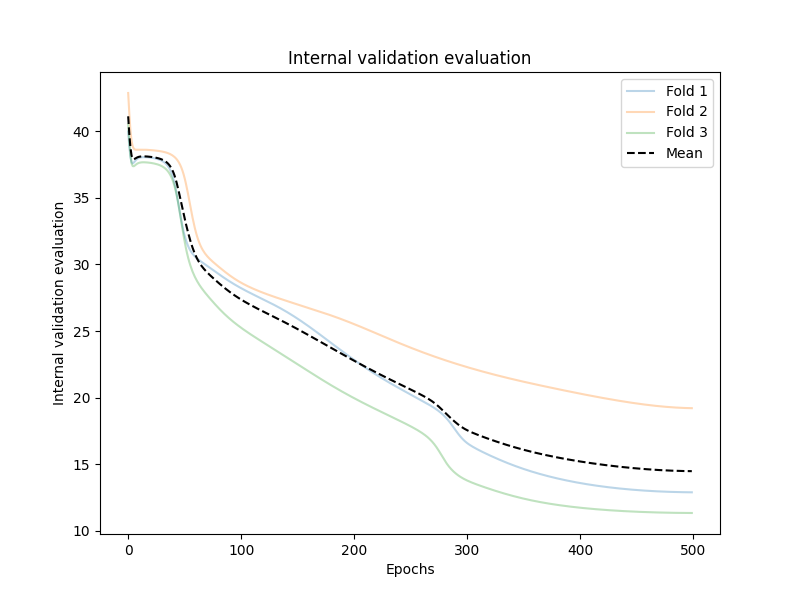 Internal validation evaluation
Fold 1
Fold 2
Fold 3
Mean
Internal validation evaluation
40
35
30
25
20
15
10
0
100
200
300
400
500
Epochs